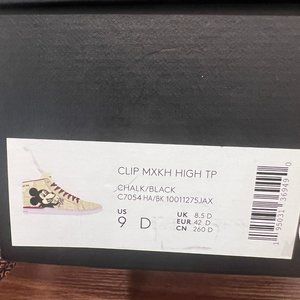 CLIP MXKH HIGH TP
CHALK/BLACK
C7054 HA/BK 10011275JAX
US
9 D
UK 8.5 D
EUR 42 D
CN 260 D